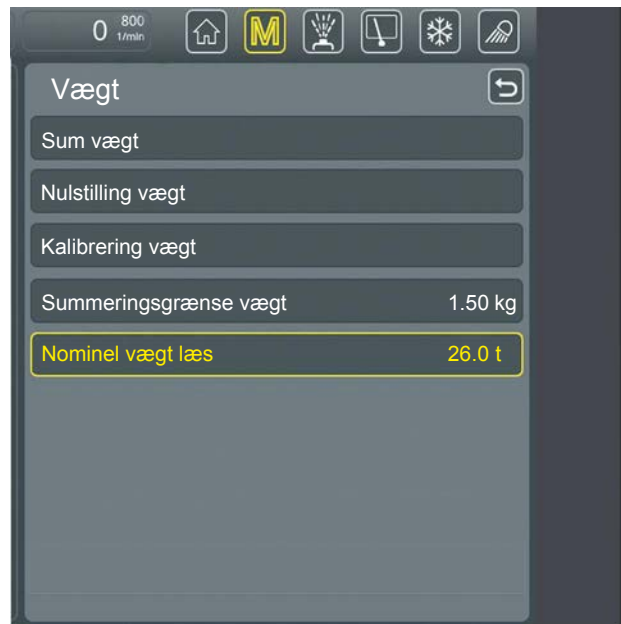 0 800
1/min
M
Vægt
Sum vægt
Nulstilling vægt
Kalibrering vægt
Summeringsgrænse vægt 1.50 kg
Nominel vægt læs 26.0 t